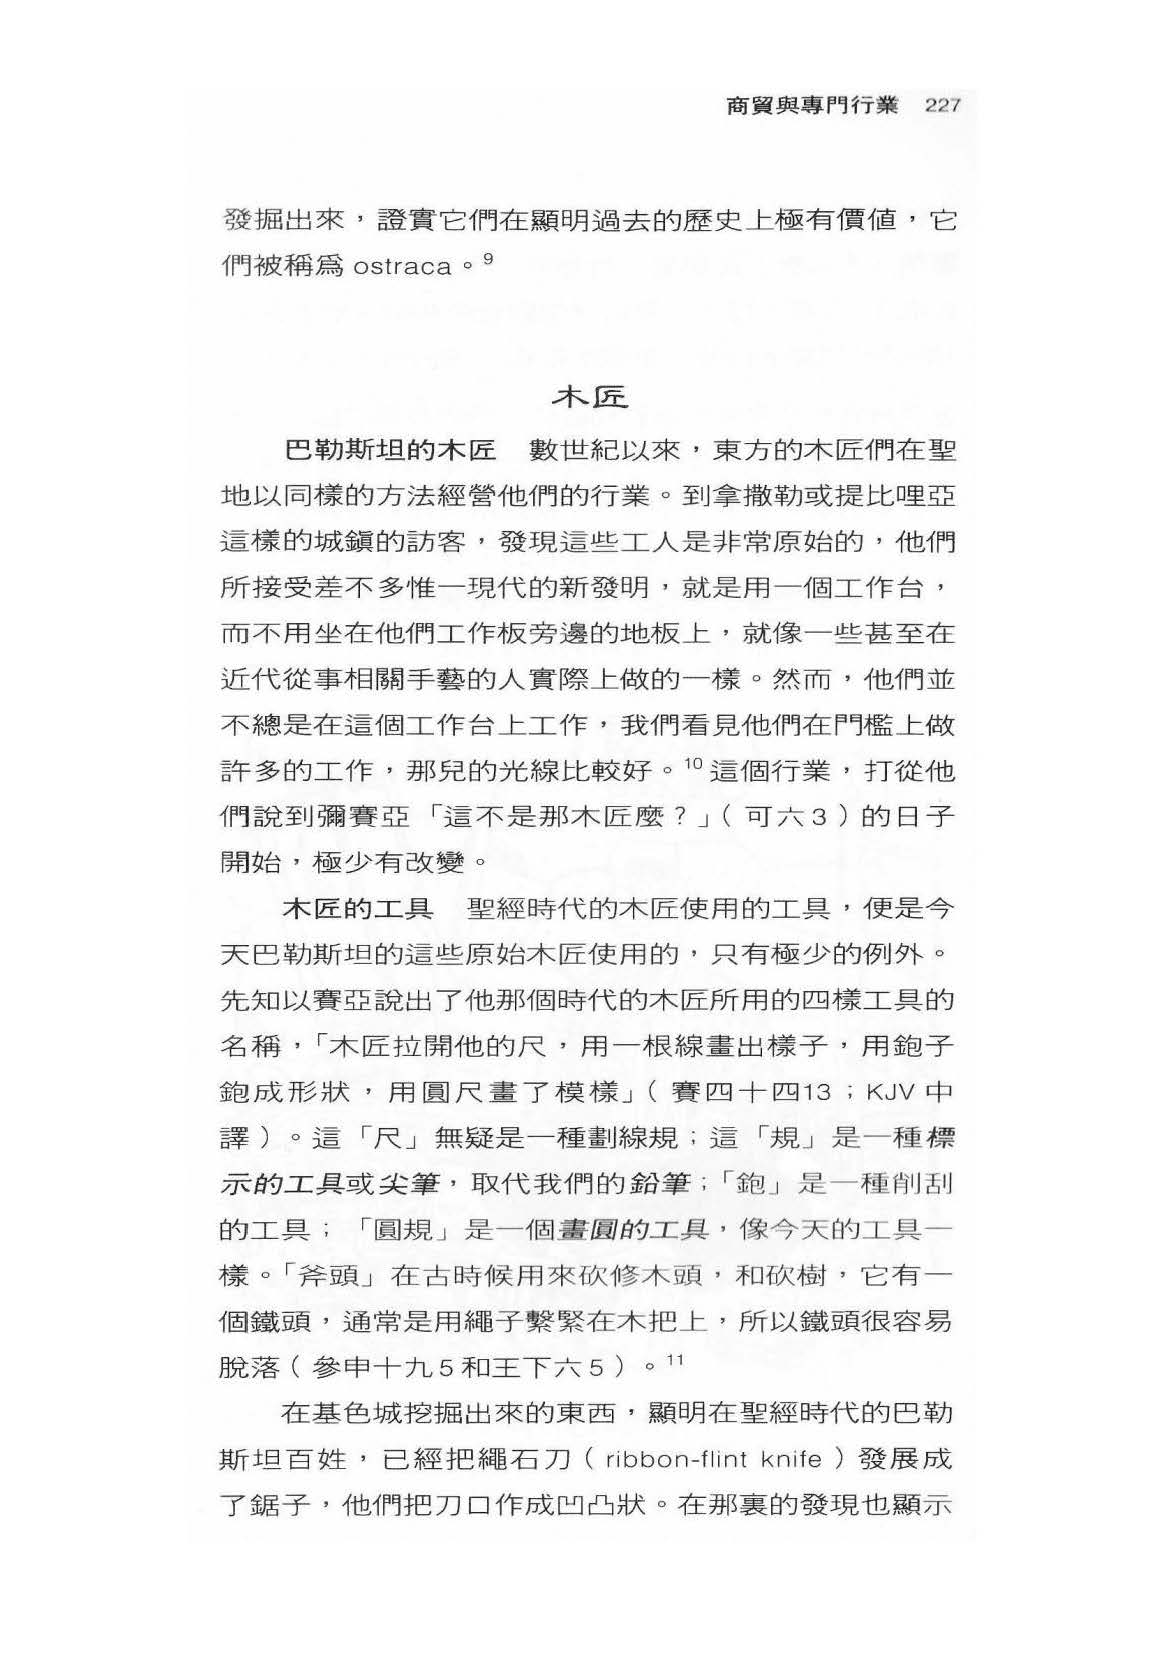 商貿與專門行業 227
發掘出來，證實它們在顯明過去的歷史上極有價值，它
們被稱爲 ostraca。9
木匠
巴勒斯坦的木匠 數世紀以來，東方的木匠們在聖
地以同樣的方法經營他們的行業。到拿撒勒或提比哩亞
這樣的城鎮的訪客，發現這些工人是非常原始的，他們
所接受差不多惟一現代的新發明，就是用一個工作台，
而不用坐在他們工作板旁邊的地板上，就像一些甚至在
近代從事相關手藝的人實際上做的一樣。然而，他們並
不總是在這個工作台上工作，我們看見他們在門檻上做
許多的工作，那兒的光線比較好。10 這個行業，打從他
們說到彌賽亞「這不是那木匠麼？」（可六3）的日子
開始，極少有改變。
木匠的工具 聖經時代的木匠使用的工具，便是今
天巴勒斯坦的這些原始木匠使用的，只有極少的例外。
先知以賽亞說出了他那個時代的木匠所用的四樣工具的
名稱，「木匠拉開他的尺，用一根線畫出樣子，用鉋子
鉋成形狀，用圓尺畫了模樣」（賽四十四13；KJV 中
譯）。這「尺」無疑是一種劃線規；這「規」是一種標
示的工具或尖筆，取代我們的鉛筆；「鉋」是一種削刮
的工具；「圓規」是一個畫圓的工具，像今天的工具一
樣。「斧頭」在古時候用來砍修木頭，和砍樹，它有一
個鐵頭，通常是用繩子繫緊在木把上，所以鐵頭很容易
脫落（參申十九5和王下六5）。11
在基色城挖掘出來的東西，顯明在聖經時代的巴勒
斯坦百姓，已經把繩石刀（ribbon-flint knife）發展成
了鋸子，他們把刀口作成凹凸狀。在那裏的發現也顯示